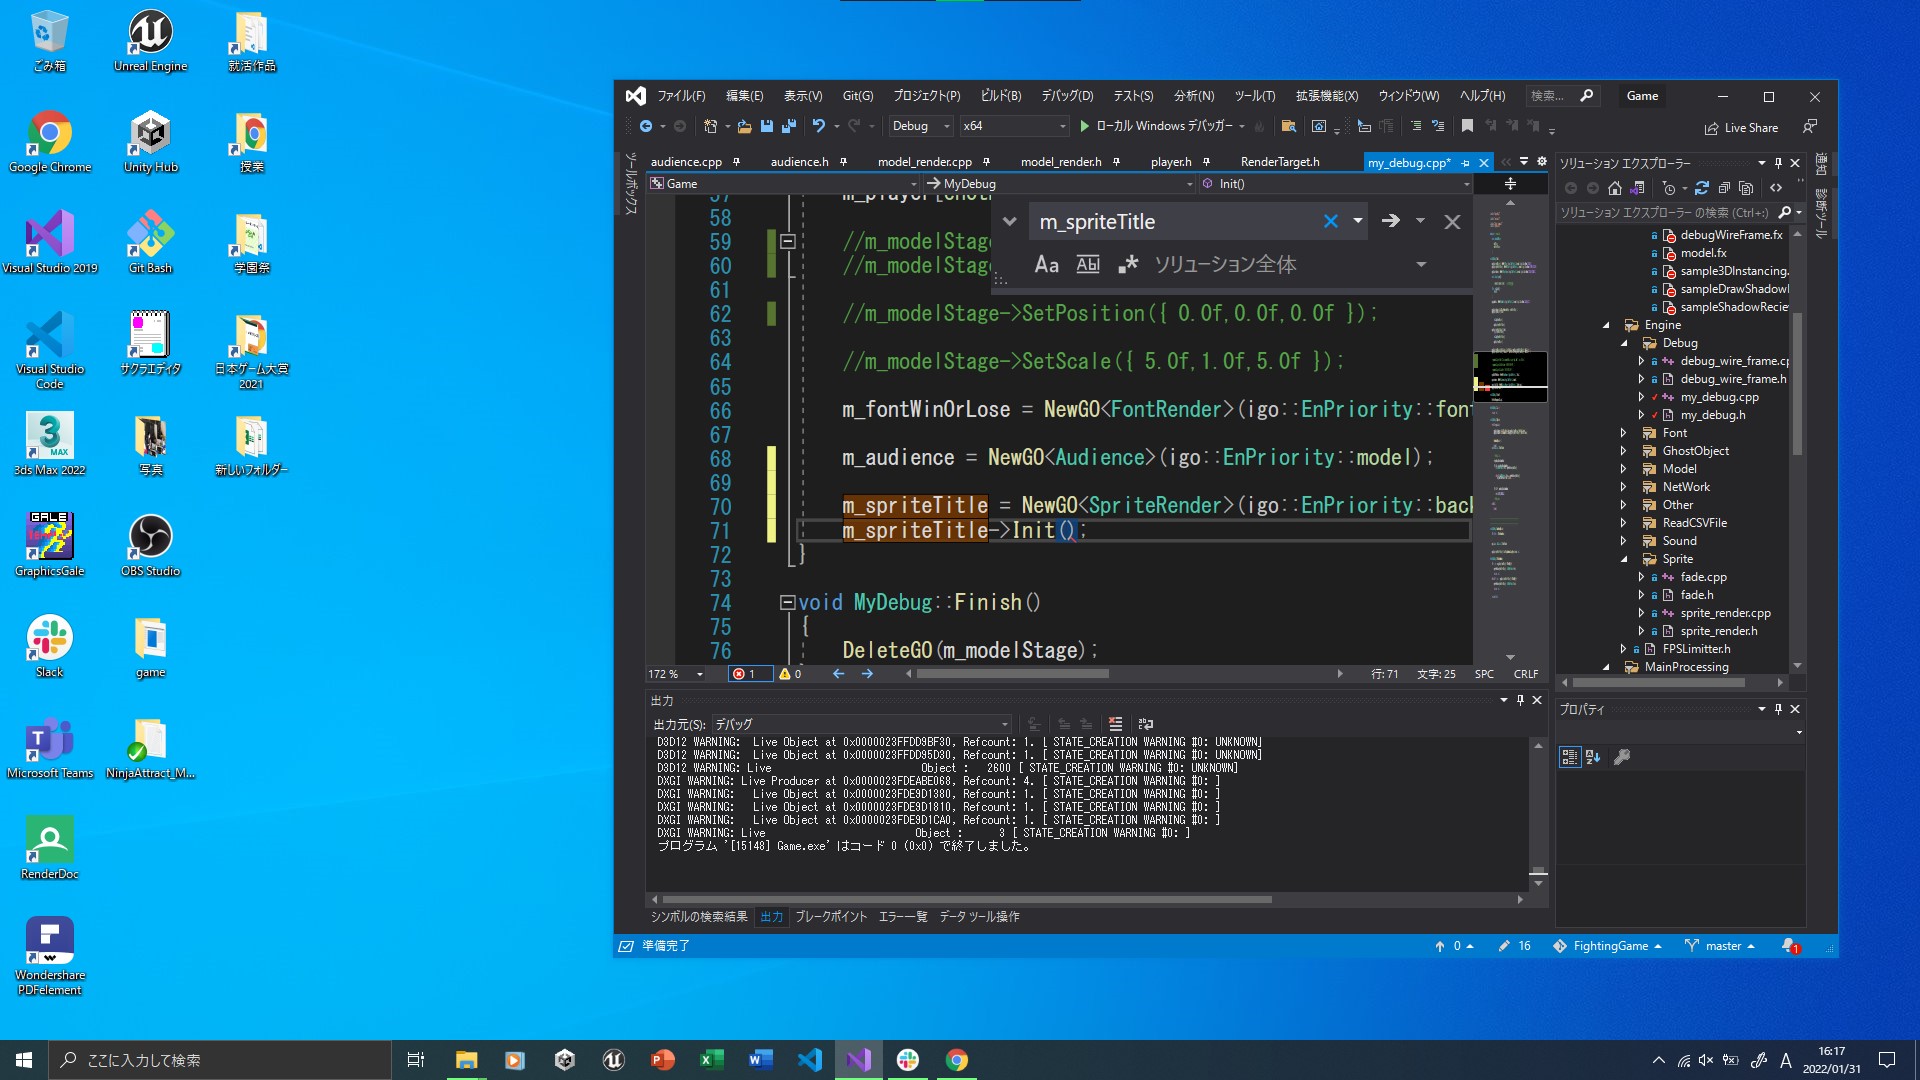 ごみ箱
Unreal Engine
就活作品
Google Chrome
Unity Hub
授業
Visual Studio 2019
Git Bash
学園祭
Visual Studio Code
サクラエディタ
日本ゲーム大賞 2021
3ds Max 2022
写真
新しいフォルダー
GraphicsGale
OBS Studio
Slack
game
Microsoft Teams
NinjaAttract_M...
RenderDoc
Wondershare PDFelement
ファイル(F) 編集(E) 表示(V) Git(G) プロジェクト(P) ビルド(B) デバッグ(D) テスト(S) 分析(N) ツール(T) 拡張機能(X) ウィンドウ(W) ヘルプ(H) 検索... Game
Debug x64 ローカル Windows デバッガー Live Share
ツールボックス
audience.cpp audience.h model_render.cpp model_render.h player.h RenderTarget.h my_debug.cpp*
Game MyDebug Init()
m_spriteTitle
Aa Abl .* ソリューション全体
57
58
59 //m_modelStage
60 //m_modelStage
61
62 //m_modelStage->SetPosition({ 0.0f,0.0f,0.0f });
63
64 //m_modelStage->SetScale({ 5.0f,1.0f,5.0f });
65
66 m_fontWinOrLose = NewGO<FontRender>(igo::EnPriority::font
67
68 m_audience = NewGO<Audience>(igo::EnPriority::model);
69
70 m_spriteTitle = NewGO<SpriteRender>(igo::EnPriority::back
71 m_spriteTitle->Init();
72 }
73
74 void MyDebug::Finish()
75 {
76 DeleteGO(m_modelStage);
172 % 1 0 行: 71 文字: 25 SPC CRLF
出力
出力元(S): デバッグ
D3D12 WARNING: Live Object at 0x0000023FFDD9BF30, Refcount: 1. [ STATE_CREATION WARNING #0: UNKNOWN]
D3D12 WARNING: Live Object at 0x0000023FFDD95D30, Refcount: 1. [ STATE_CREATION WARNING #0: UNKNOWN]
D3D12 WARNING: Live Object : 2600 [ STATE_CREATION WARNING #0: UNKNOWN]
DXGI WARNING: Live Producer at 0x0000023FDEABE068, Refcount: 4. [ STATE_CREATION WARNING #0: ]
DXGI WARNING: Live Object at 0x0000023FDE9D1380, Refcount: 1. [ STATE_CREATION WARNING #0: ]
DXGI WARNING: Live Object at 0x0000023FDE9D1810, Refcount: 1. [ STATE_CREATION WARNING #0: ]
DXGI WARNING: Live Object at 0x0000023FDE9D1CA0, Refcount: 1. [ STATE_CREATION WARNING #0: ]
DXGI WARNING: Live Object : 3 [ STATE_CREATION WARNING #0: ]
プログラム '[15148] Game.exe' はコード 0 (0x0) で終了しました。
シンボルの検索結果 出力 ブレークポイント エラー一覧 データ ツール操作
準備完了 0 16 FightingGame master 1
ソリューション エクスプローラー
ソリューション エクスプローラー の検索 (Ctrl+:)
debugWireFrame.fx
model.fx
sample3DInstancing.
sampleDrawShadow
sampleShadowRecie
Engine
Debug
debug_wire_frame.cp
debug_wire_frame.h
my_debug.cpp
my_debug.h
Font
GhostObject
Model
NetWork
Other
ReadCSVFile
Sound
Sprite
fade.cpp
fade.h
sprite_render.cpp
sprite_render.h
FPSLimitter.h
MainProcessing
プロパティ
通知
診断ツール
ここに入力して検索
A
16:17
2022/01/31